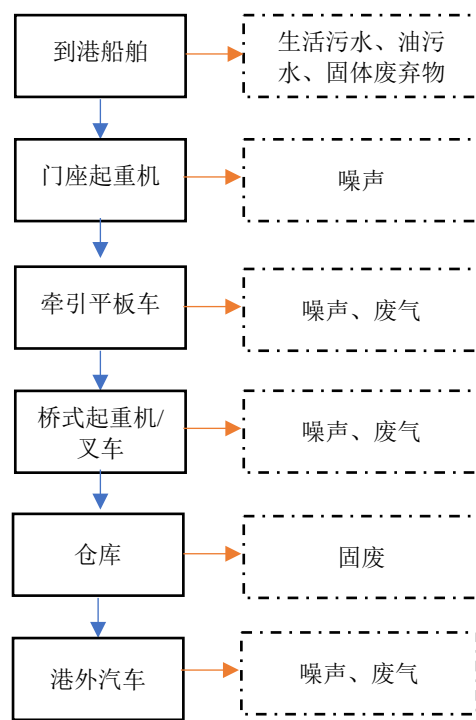 到港船舶
生活污水、油污
水、固体废弃物
门座起重机
噪声
牵引平板车
噪声、废气
桥式起重机/
叉车
噪声、废气
仓库
固废
港外汽车
噪声、废气